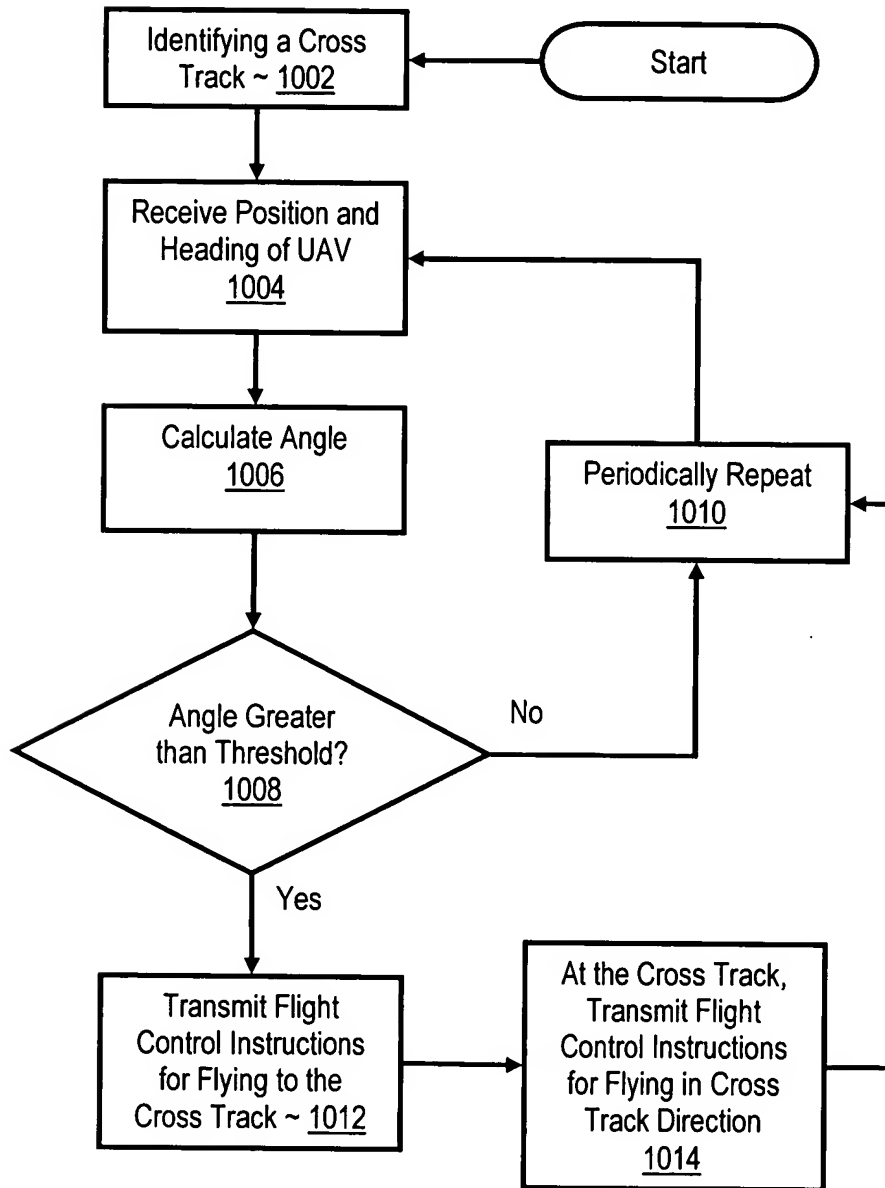 Identifying a Cross
Track ~ 1002
Start
Receive Position and
Heading of UAV
1004
Calculate Angle
1006
Periodically Repeat
1010
Angle Greater
than Threshold?
1008
No
Yes
Transmit Flight
Control Instructions
for Flying to the
Cross Track ~ 1012
At the Cross Track,
Transmit Flight
Control Instructions
for Flying in Cross
Track Direction
1014